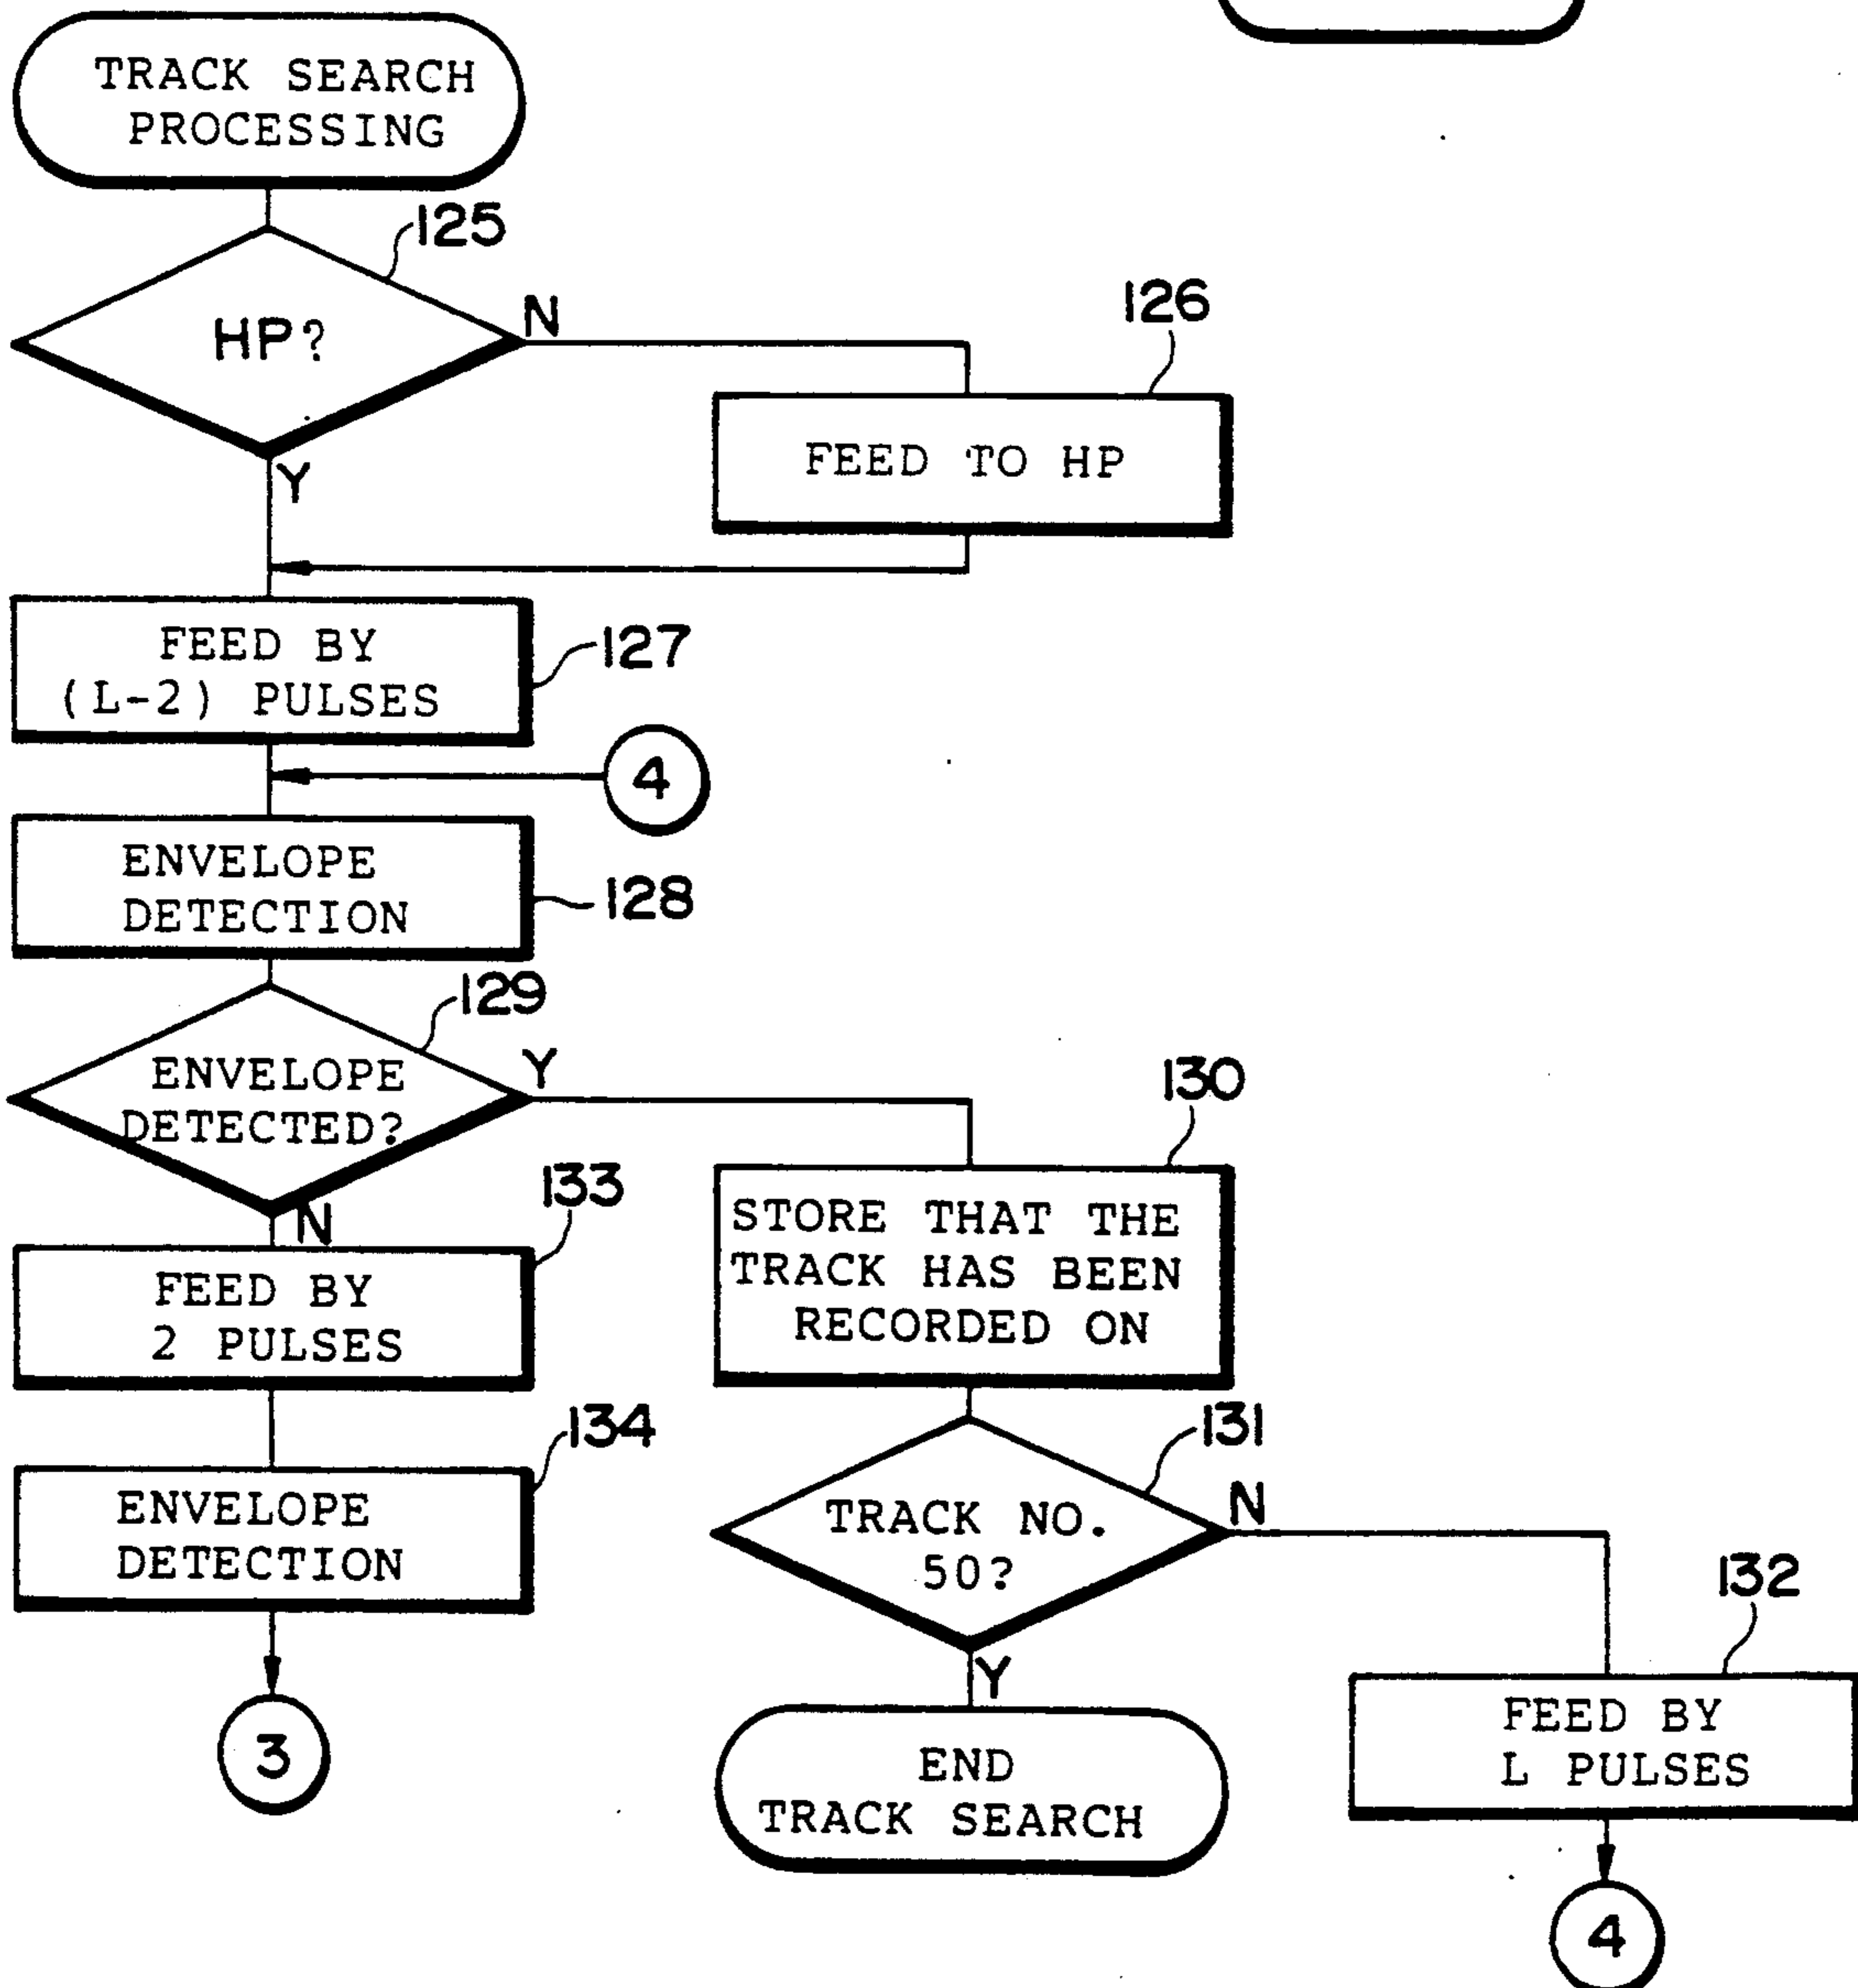 TRACK SEARCH
PROCESSING
125
HP?
N
Y
126
FEED TO HP
FEED BY
(L-2) PULSES
127
4
ENVELOPE
DETECTION
128
129
ENVELOPE
DETECTED?
Y
N
130
STORE THAT THE
TRACK HAS BEEN
RECORDED ON
133
FEED BY
2 PULSES
134
ENVELOPE
DETECTION
3
131
TRACK NO.
50?
N
Y
END
TRACK SEARCH
132
FEED BY
L PULSES
4